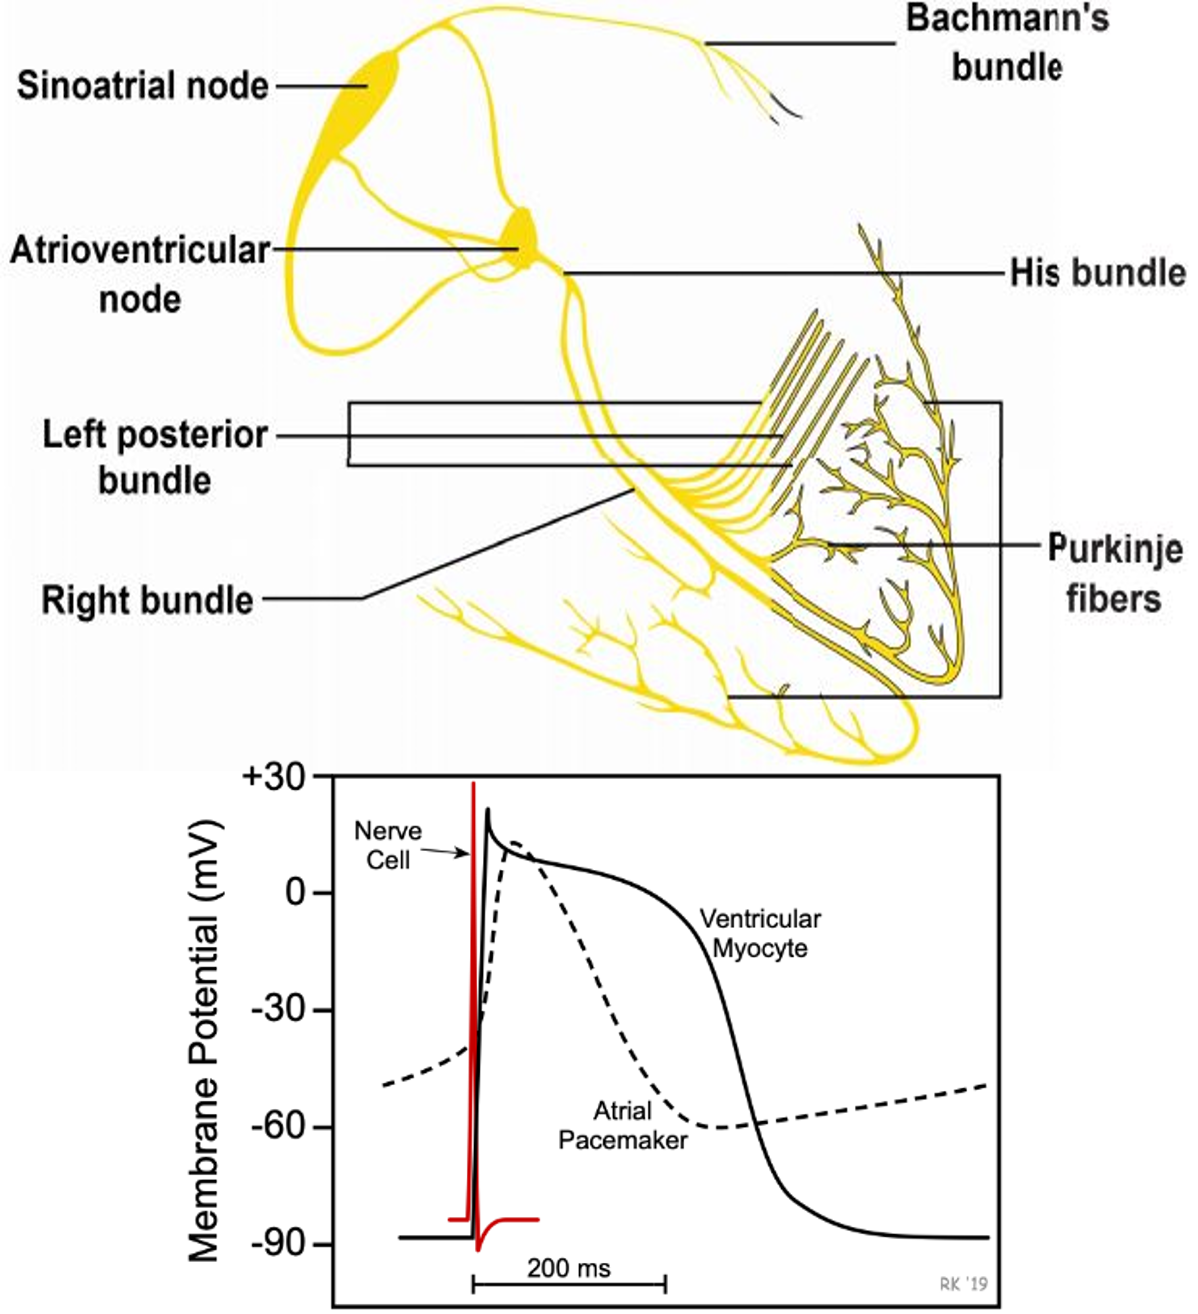 Bachmann's
bundle
Sinoatrial node
Atrioventricular
node
His bundle
Left posterior
bundle
Purkinje
fibers
Right bundle
+30
0
-30
-60
-90
Membrane Potential (mV)
Nerve
Cell
Ventricular
Myocyte
Atrial
Pacemaker
200 ms
RK '19